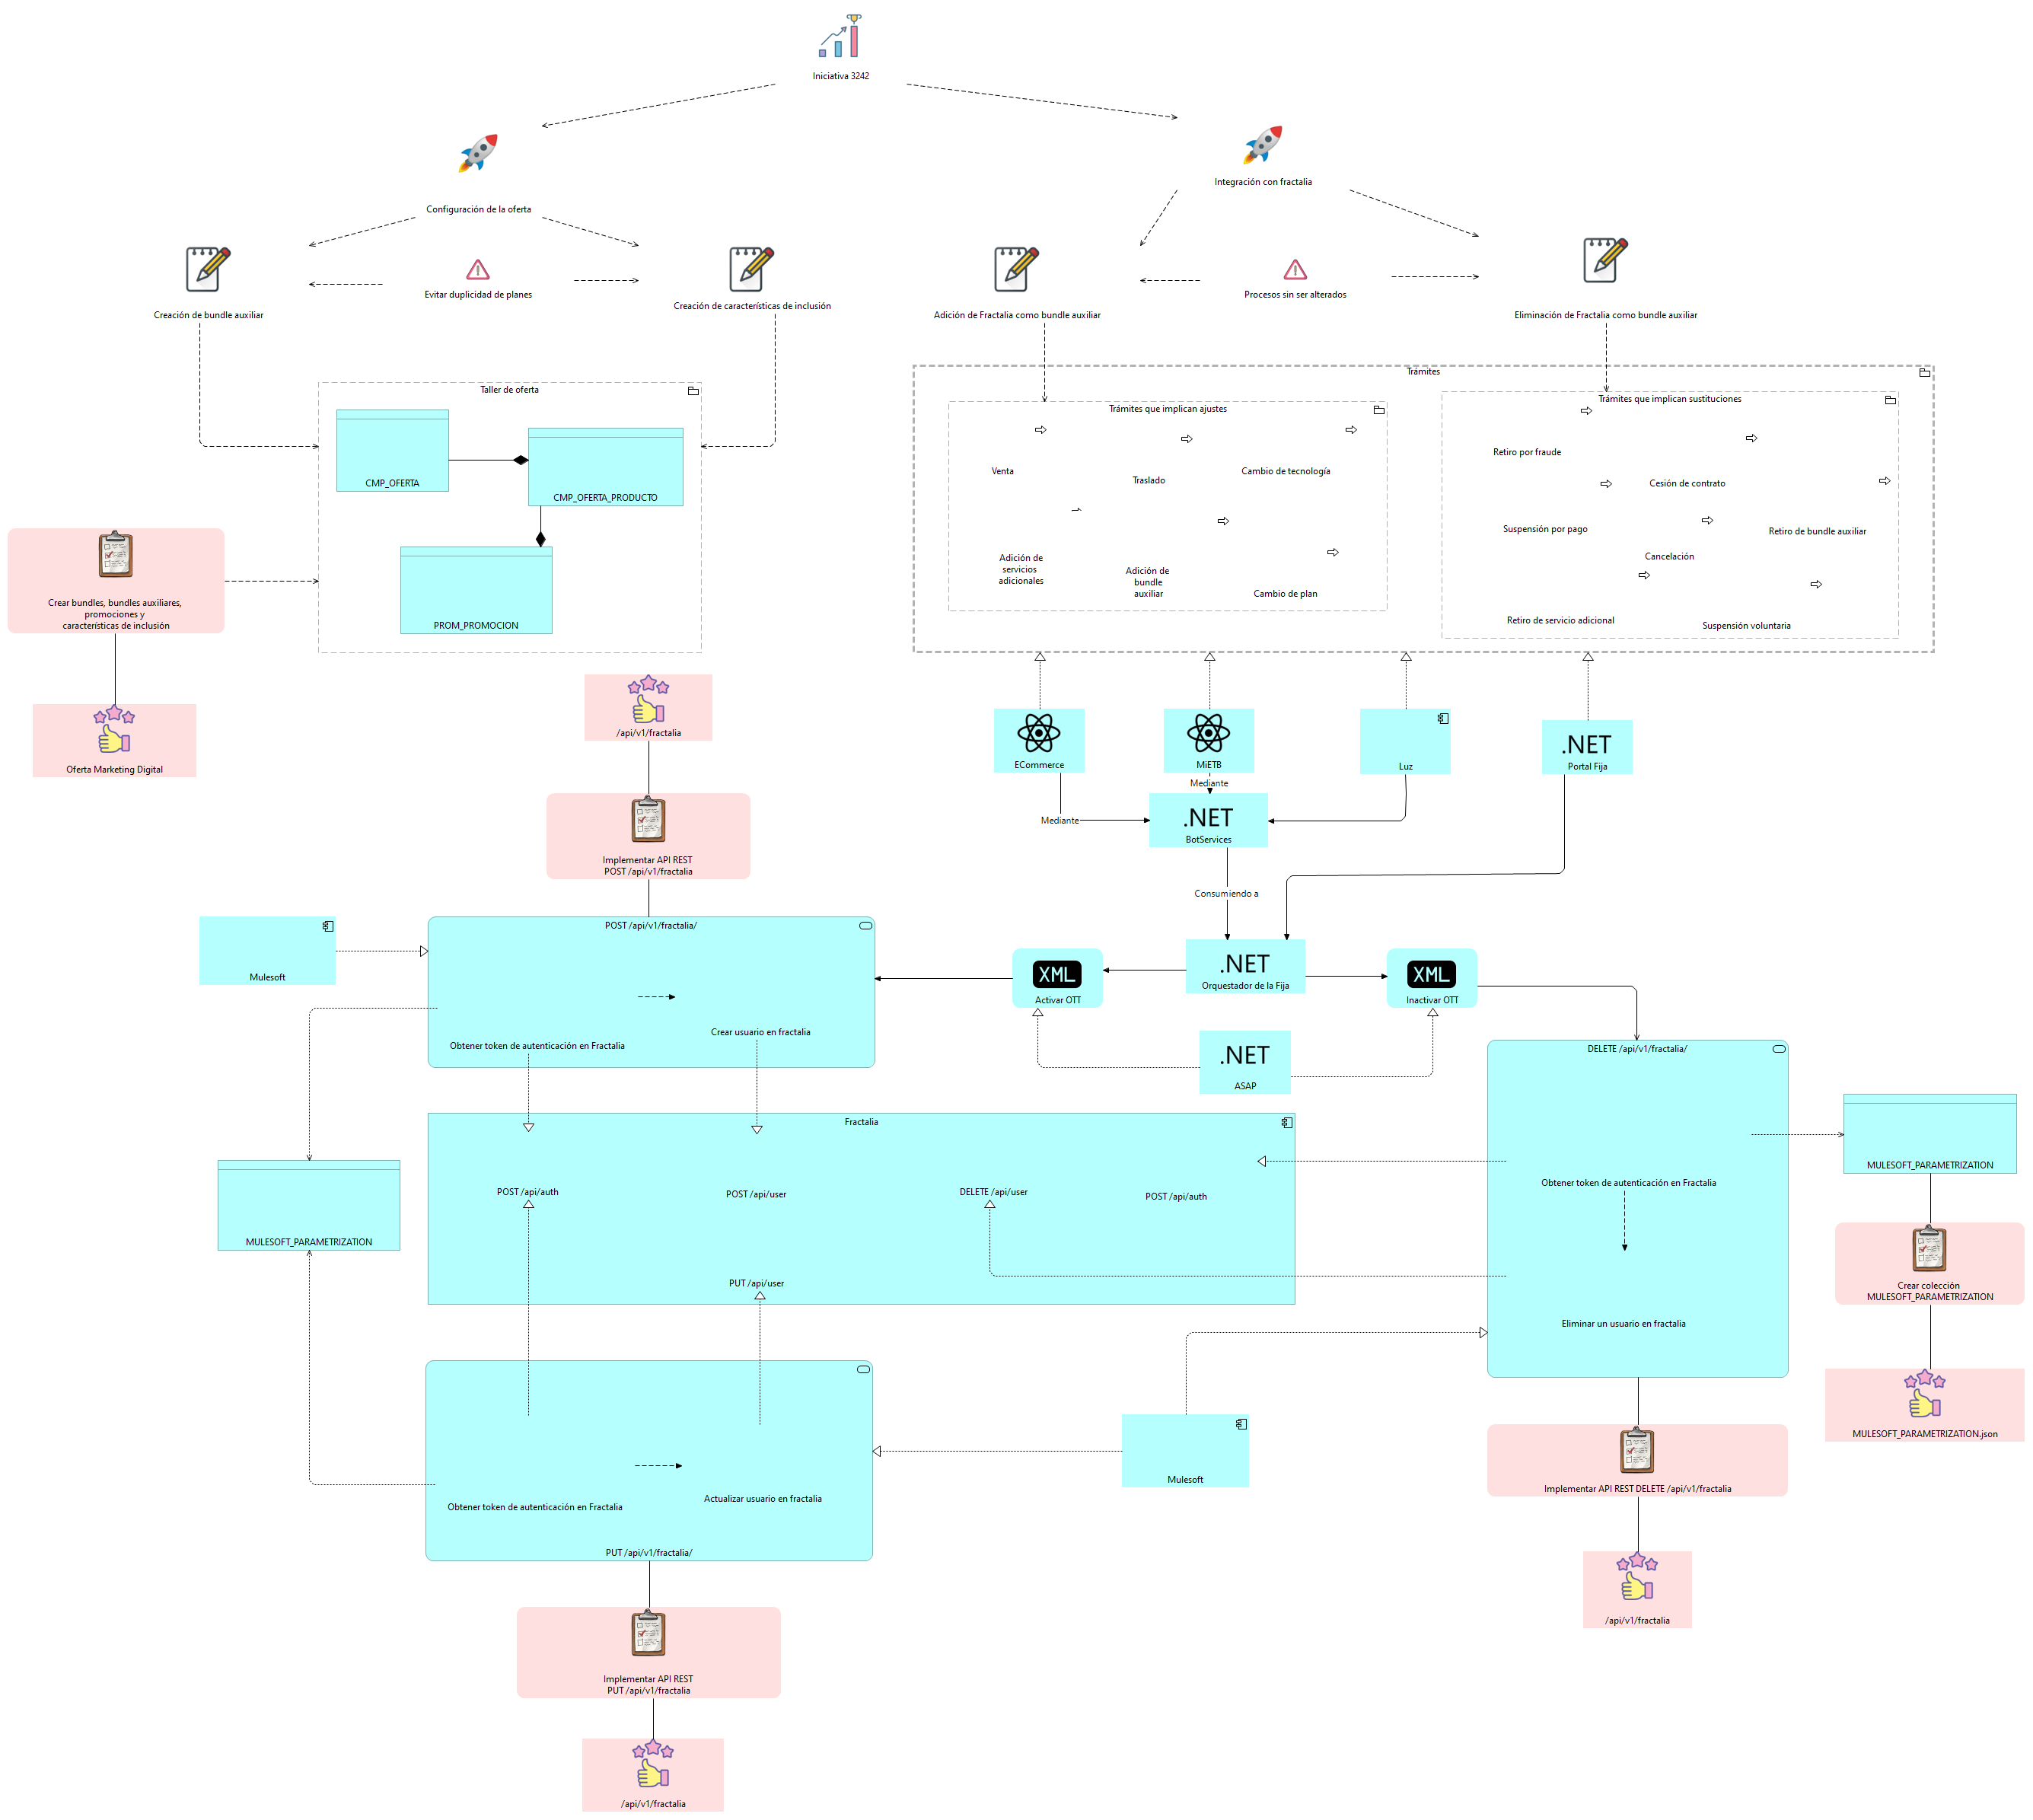 Iniciativa 3242
Configuración de la oferta
Integración con fractalia
Creación de bundle auxiliar
Evitar duplicidad de planes
Creación de características de inclusión
Adición de Fractalia como bundle auxiliar
Procesos sin ser alterados
Eliminación de Fractalia como bundle auxiliar
Taller de oferta
CMP_OFERTA
CMP_OFERTA_PRODUCTO
PROM_PROMOCION
Trámites
Trámites que implican ajustes
Venta
Traslado
Cambio de tecnología
Adición de
servicios
adicionales
Adición de
bundle
auxiliar
Cambio de plan
Trámites que implican sustituciones
Retiro por fraude
Cesión de contrato
Suspensión por pago
Retiro de bundle auxiliar
Cancelación
Retiro de servicio adicional
Suspensión voluntaria
Crear bundles, bundles auxiliares,
promociones y
características de inclusión
Oferta Marketing Digital
/api/v1/fractalia
Implementar API REST
POST /api/v1/fractalia
ECommerce
MiETB
Luz
.NET
Portal Fija
Mediante
Mediante
.NET
BotServices
Consumiendo a
Mulesoft
POST /api/v1/fractalia/
Obtener token de autenticación en Fractalia
Crear usuario en fractalia
XML
Activar OTT
.NET
Orquestador de la Fija
XML
Inactivar OTT
.NET
ASAP
DELETE /api/v1/fractalia/
Obtener token de autenticación en Fractalia
Eliminar un usuario en fractalia
MULESOFT_PARAMETRIZATION
Crear colección
MULESOFT_PARAMETRIZATION
MULESOFT_PARAMETRIZATION.json
Fractalia
POST /api/auth
POST /api/user
DELETE /api/user
POST /api/auth
PUT /api/user
MULESOFT_PARAMETRIZATION
Obtener token de autenticación en Fractalia
Actualizar usuario en fractalia
PUT /api/v1/fractalia/
Mulesoft
Implementar API REST DELETE /api/v1/fractalia
/api/v1/fractalia
Implementar API REST
PUT /api/v1/fractalia
/api/v1/fractalia